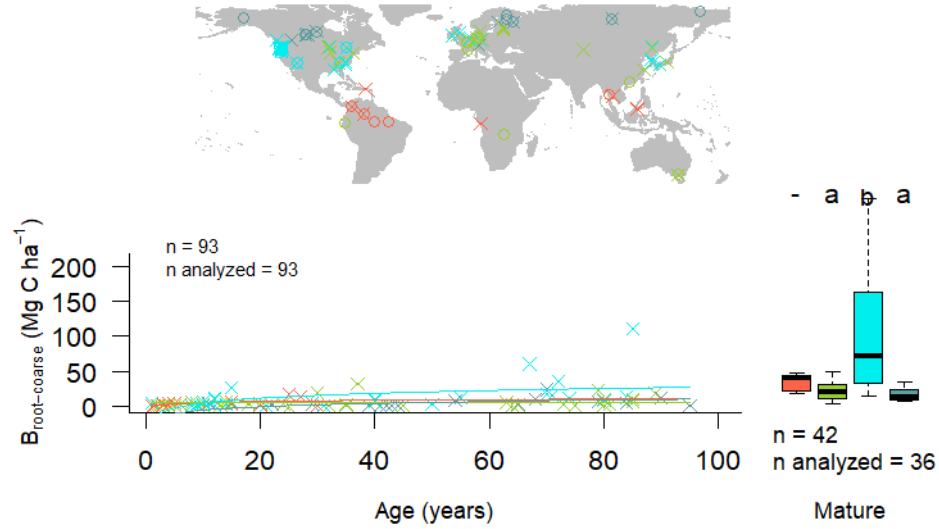 - a b a
B root−coarse (Mg C ha⁻¹)
200
150
100
50
0
n = 93
n analyzed = 93
0 20 40 60 80 100
Age (years)
n = 42
n analyzed = 36
Mature